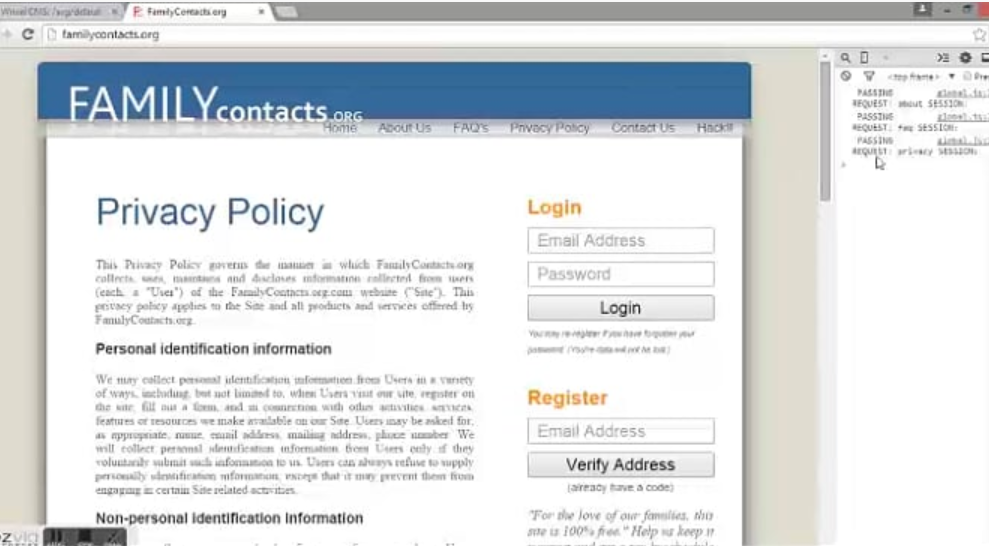 FamilyContacts.org
familycontacts.org
<top frame>
FAMILYcontacts.ORG
Home About Us FAQ's Privacy Policy Contact Us Hack!!
PASSING
REQUEST: about SESSION:
PASSING
REQUEST: faq SESSION:
PASSING
REQUEST: privacy SESSION:
Privacy Policy
This Privacy Policy governs the manner in which FamilyContacts.org
collects, uses, maintains and discloses information collected from users
(each, a "User") of the FamilyContacts.org.com website ("Site"). This
privacy policy applies to the Site and all products and services offered by
FamilyContacts.org.
Personal identification information
We may collect personal identification information from Users in a variety
of ways, including, but not limited to, when Users visit our site, register on
the site, fill out a form, and in connection with other activities, services,
features or resources we make available on our Site. Users may be asked for,
as appropriate, name, email address, mailing address, phone number. We
will collect personal identification information from Users only if they
voluntarily submit such information to us. Users can always refuse to supply
personally identification information, except that it may prevent them from
engaging in certain Site related activities.
Non-personal identification information
Login
Email Address
Password
Login
You may re-register if you have forgotten your
password. (You're data will not be lost.)
Register
Email Address
Verify Address
(already have a code)
"For the love of our families, this
site is 100% free." Help us keep it